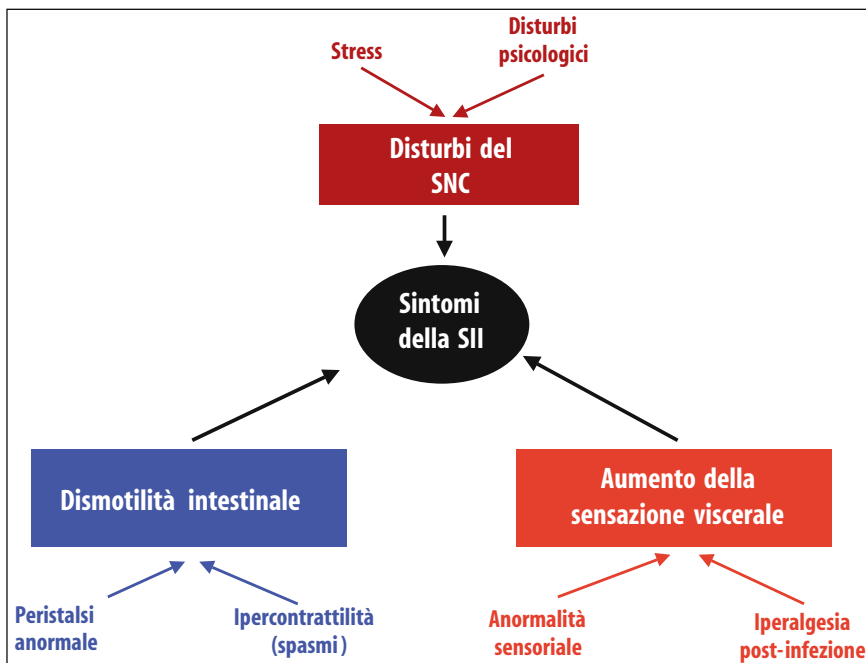 Stress
Disturbi
psicologici
Disturbi del
SNC
Sintomi
della SII
Dismotilità intestinale
Aumento della
sensazione viscerale
Peristalsi
anormale
Ipercontrattilità
(spasmi)
Anormalità
sensoriale
Iperalgesia
post-infezione